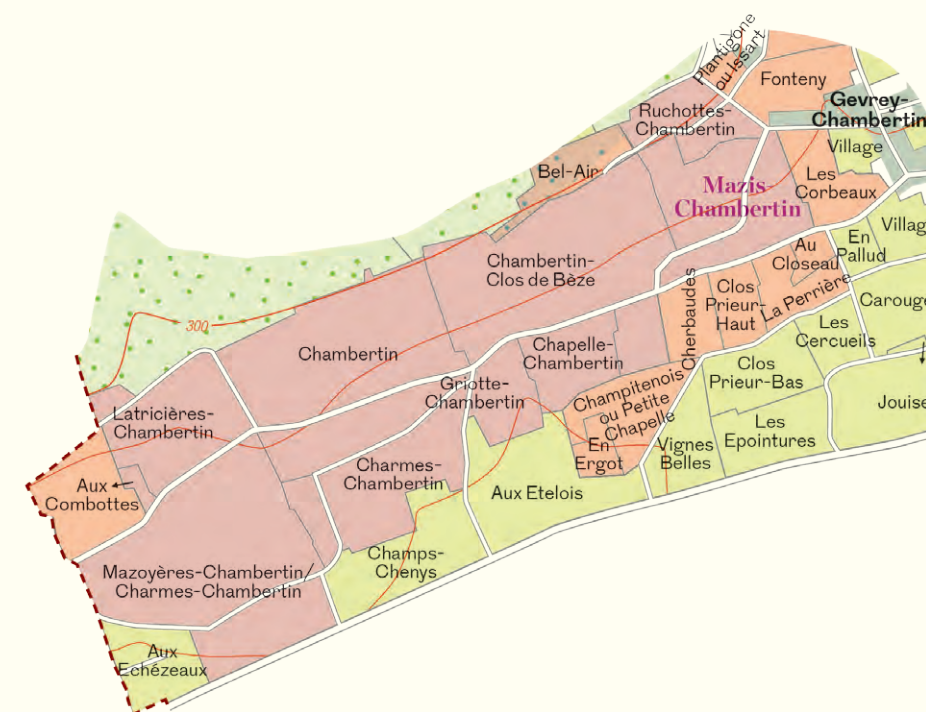 Plantigone
ou Issart
Fonteny
Gevrey-
Chambertin
Ruchottes-
Chambertin
Village
Bel-Air
Les
Corbeaux
Mazis-
Chambertin
Village
En
Pallud
Au
Closeau
Chambertin-
Clos de Bèze
Cherbaudes
Clos
Prieur-
Haut
La Perrière
Carouge
300
Chambertin
Chapelle-
Chambertin
Les
Cercueils
Clos
Prieur-Bas
Griotte-
Chambertin
Champitenois
ou Petite
Chapelle
Jouise
Latricières-
Chambertin
Les
Epointures
En
Ergot
Vignes
Belles
Charmes-
Chambertin
Aux
Combottes
Aux Etelois
Champs-
Chenys
Mazoyères-Chambertin/
Charmes-Chambertin
Aux
Echézeaux